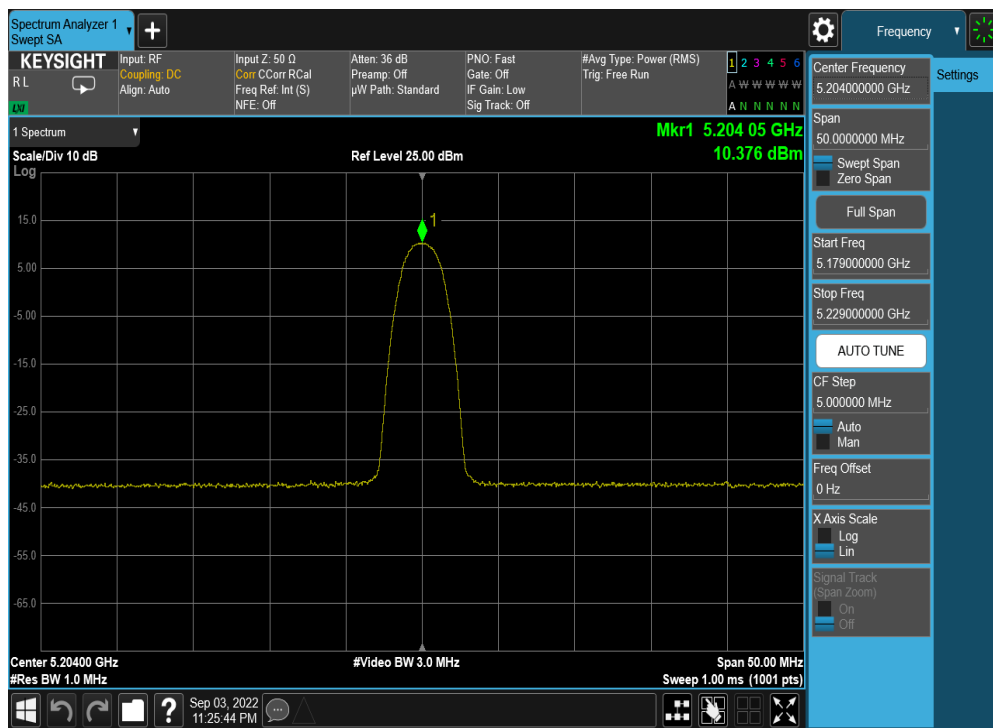 Spectrum Analyzer 1
Swept SA
Frequency
KEYSIGHT
R L
LXI
Input: RF
Coupling: DC
Align: Auto
Input Z: 50 Ω
Corr CCorr RCal
Freq Ref: Int (S)
NFE: Off
Atten: 36 dB
Preamp: Off
µW Path: Standard
PNO: Fast
Gate: Off
IF Gain: Low
Sig Track: Off
#Avg Type: Power (RMS)
Trig: Free Run
1 2 3 4 5 6
A W W W W W
A N N N N N
1 Spectrum
Scale/Div 10 dB
Log
Ref Level 25.00 dBm
Mkr1 5.204 05 GHz
10.376 dBm
1
15.0
5.00
-5.00
-15.0
-25.0
-35.0
-45.0
-55.0
-65.0
Center 5.20400 GHz
#Res BW 1.0 MHz
#Video BW 3.0 MHz
Span 50.00 MHz
Sweep 1.00 ms (1001 pts)
Center Frequency
5.204000000 GHz
Settings
Span
50.0000000 MHz
Swept Span
Zero Span
Full Span
Start Freq
5.179000000 GHz
Stop Freq
5.229000000 GHz
AUTO TUNE
CF Step
5.000000 MHz
Auto
Man
Freq Offset
0 Hz
X Axis Scale
Log
Lin
Signal Track
(Span Zoom)
On
Off
?
Sep 03, 2022
11:25:44 PM